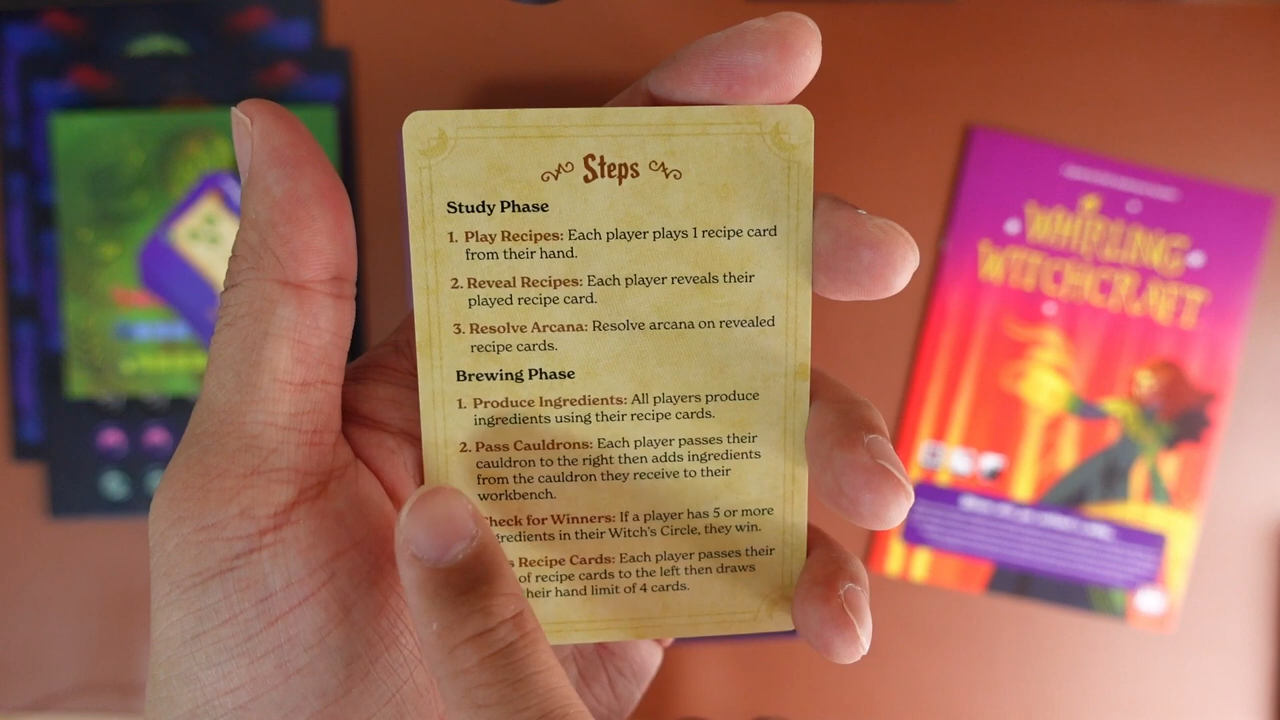 Steps
Study Phase
1. Play Recipes: Each player plays 1 recipe card
from their hand.
2. Reveal Recipes: Each player reveals their
played recipe card.
3. Resolve Arcana: Resolve arcana on revealed
recipe cards.
Brewing Phase
1. Produce Ingredients: All players produce
ingredients using their recipe cards.
2. Pass Cauldrons: Each player passes their
cauldron to the right then adds ingredients
from the cauldron they receive to their
workbench.
Check for Winners: If a player has 5 or more
gredients in their Witch's Circle, they win.
s Recipe Cards: Each player passes their
of recipe cards to the left then draws
heir hand limit of 4 cards.
WHIRLING
WITCHCRAFT